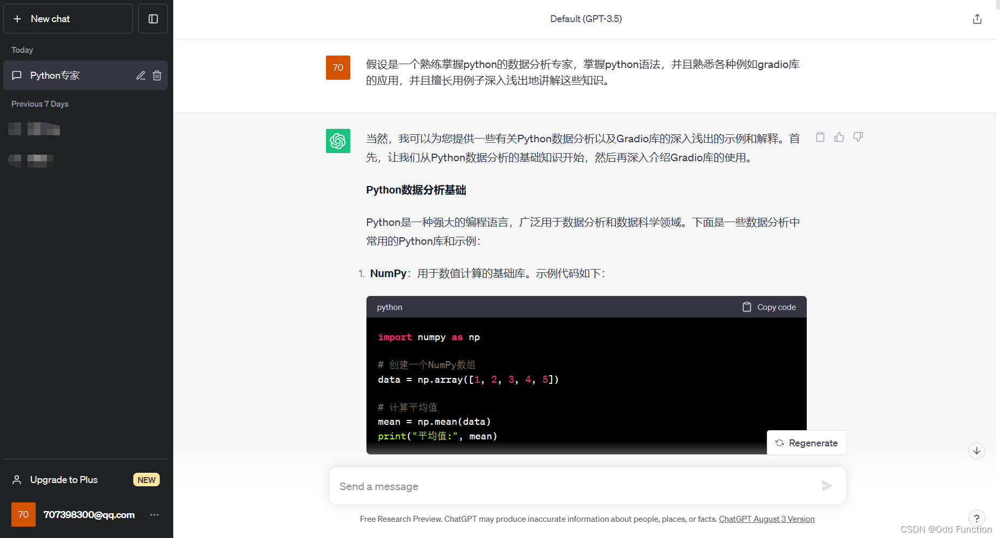 New chat
Today
Python专家
Previous 7 Days
Upgrade to Plus
NEW
70
707398300@qq.com
Default (GPT-3.5)
70
假设是一个熟练掌握python的数据分析专家，掌握python语法，并且熟悉各种例如gradio库
的应用，并且擅长用例子深入浅出地讲解这些知识。
当然，我可以为您提供一些有关Python数据分析以及Gradio库的深入浅出的示例和解释。首
先，让我们从Python数据分析的基础知识开始，然后再深入介绍Gradio库的使用。
Python数据分析基础
Python是一种强大的编程语言，广泛用于数据分析和数据科学领域。下面是一些数据分析中
常用的Python库和示例：
1. NumPy：用于数值计算的基础库。示例代码如下：
python
Copy code
import numpy as np
# 创建一个NumPy数组
data = np.array([1, 2, 3, 4, 5])
# 计算平均值
mean = np.mean(data)
print("平均值:", mean)
Regenerate
Send a message
Free Research Preview. ChatGPT may produce inaccurate information about people, places, or facts. ChatGPT August 3 Version
?
CSDN @Odd Function